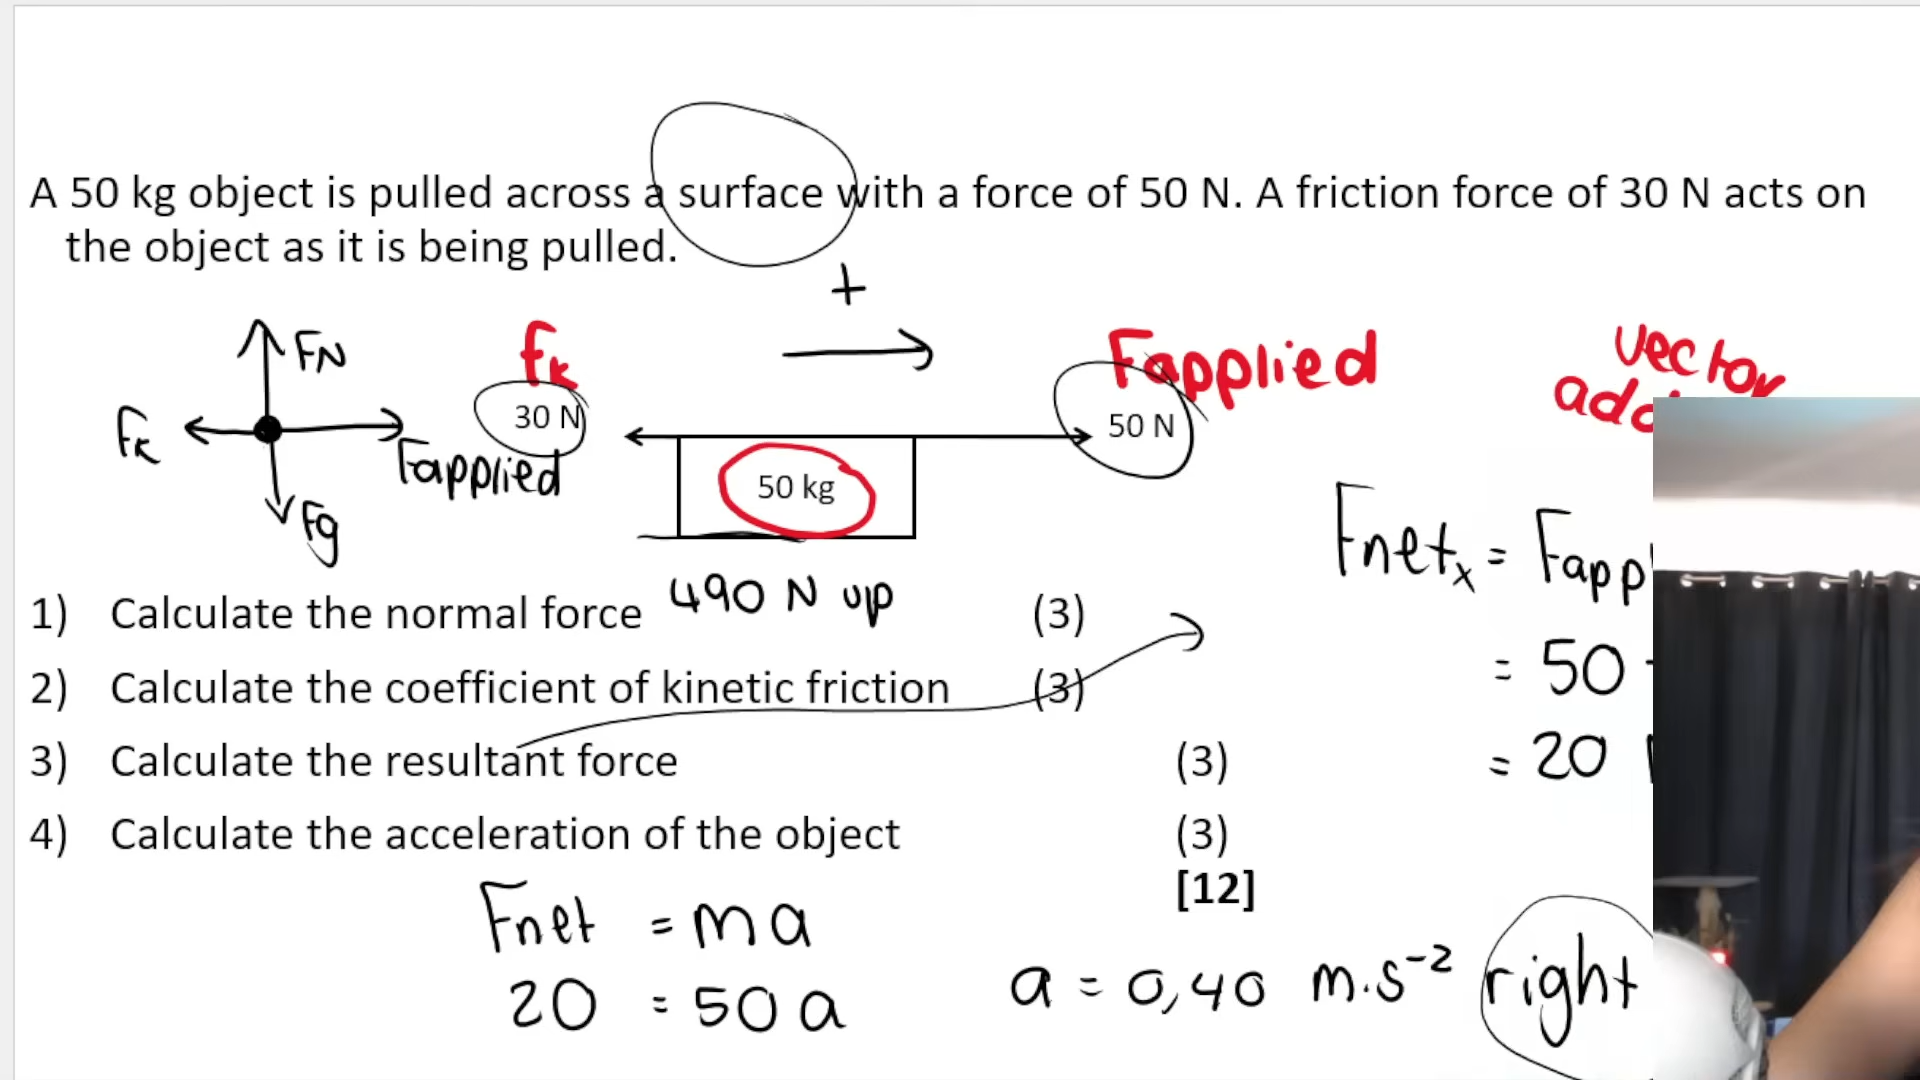 A 50 kg object is pulled across a surface with a force of 50 N. A friction force of 30 N acts on
the object as it is being pulled.
+
FN
fk
Fapplied
vector
fk
30 N
50 N
Fapplied
50 kg
Fg
Fnetx =
490 N up
1) Calculate the normal force (3)
= 50
2) Calculate the coefficient of kinetic friction (3)
3) Calculate the resultant force (3)
= 20
4) Calculate the acceleration of the object (3)
[12]
Fnet = ma
20 = 50 a
a = 0,40 m.s-2 right